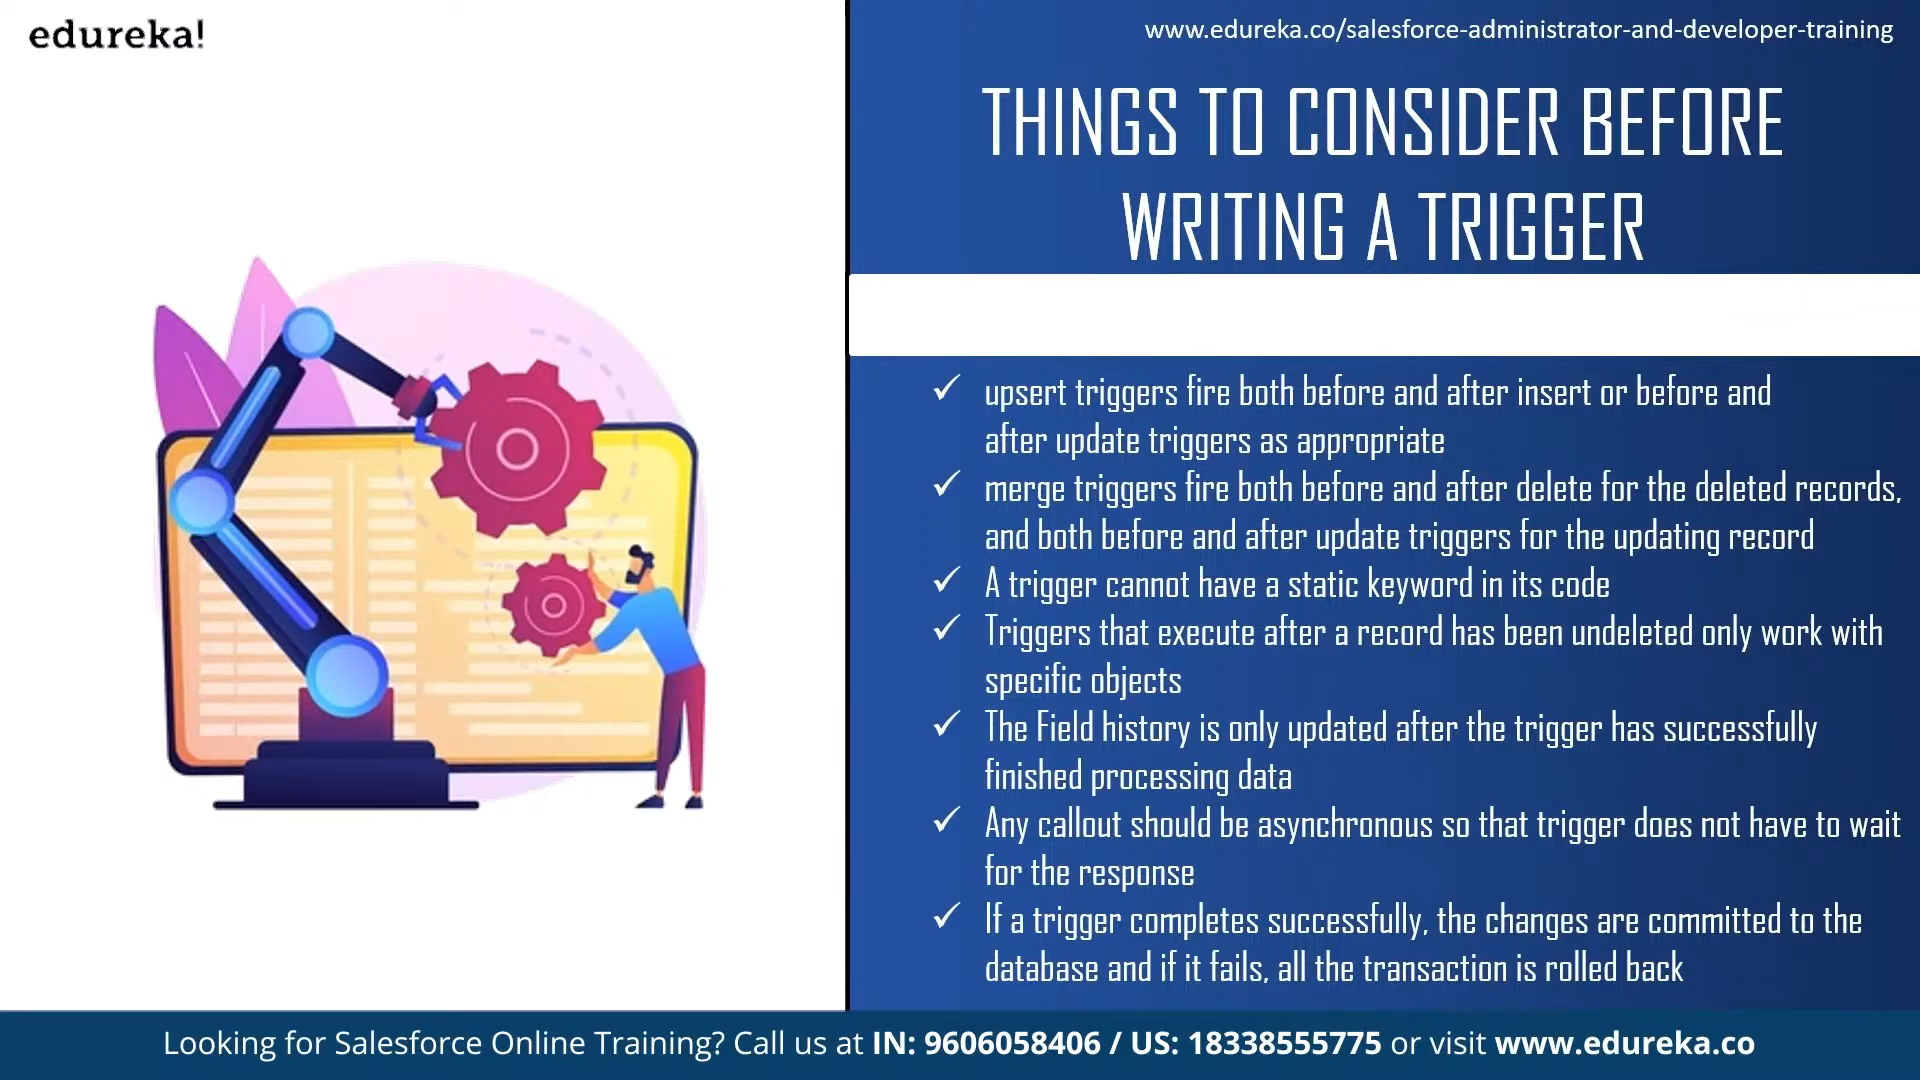 edureka!
www.edureka.co/salesforce-administrator-and-developer-training
THINGS TO CONSIDER BEFORE
WRITING A TRIGGER
✓ upsert triggers fire both before and after insert or before and
after update triggers as appropriate
✓ merge triggers fire both before and after delete for the deleted records,
and both before and after update triggers for the updating record
✓ A trigger cannot have a static keyword in its code
✓ Triggers that execute after a record has been undeleted only work with
specific objects
✓ The Field history is only updated after the trigger has successfully
finished processing data
✓ Any callout should be asynchronous so that trigger does not have to wait
for the response
✓ If a trigger completes successfully, the changes are committed to the
database and if it fails, all the transaction is rolled back
Looking for Salesforce Online Training? Call us at IN: 9606058406 / US: 18338555775 or visit www.edureka.co